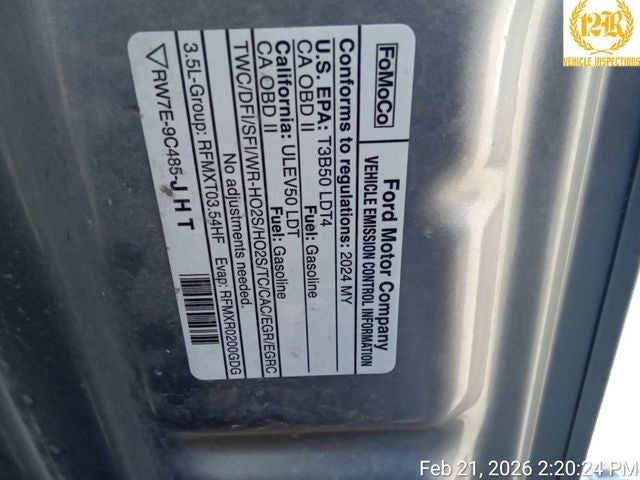 FoMoCo
Ford Motor Company
VEHICLE EMISSION CONTROL INFORMATION
Conforms to regulations: 2024 MY
U.S. EPA: T3B50 LDT4 Fuel: Gasoline
CA OBD II
California: ULEV50 LDT Fuel: Gasoline
CA OBD II
TWC/DFI/SFI/WR-HO2S/HO2S/TC/CAC/EGR/EGRC
No adjustments needed.
3.5L-Group: RFMXT03.54HF Evap: RFMXR0200GDG
RW7E-9C485-J H T
PAR
VEHICLE INSPECTIONS
Feb 21, 2026 2:20:24 PM